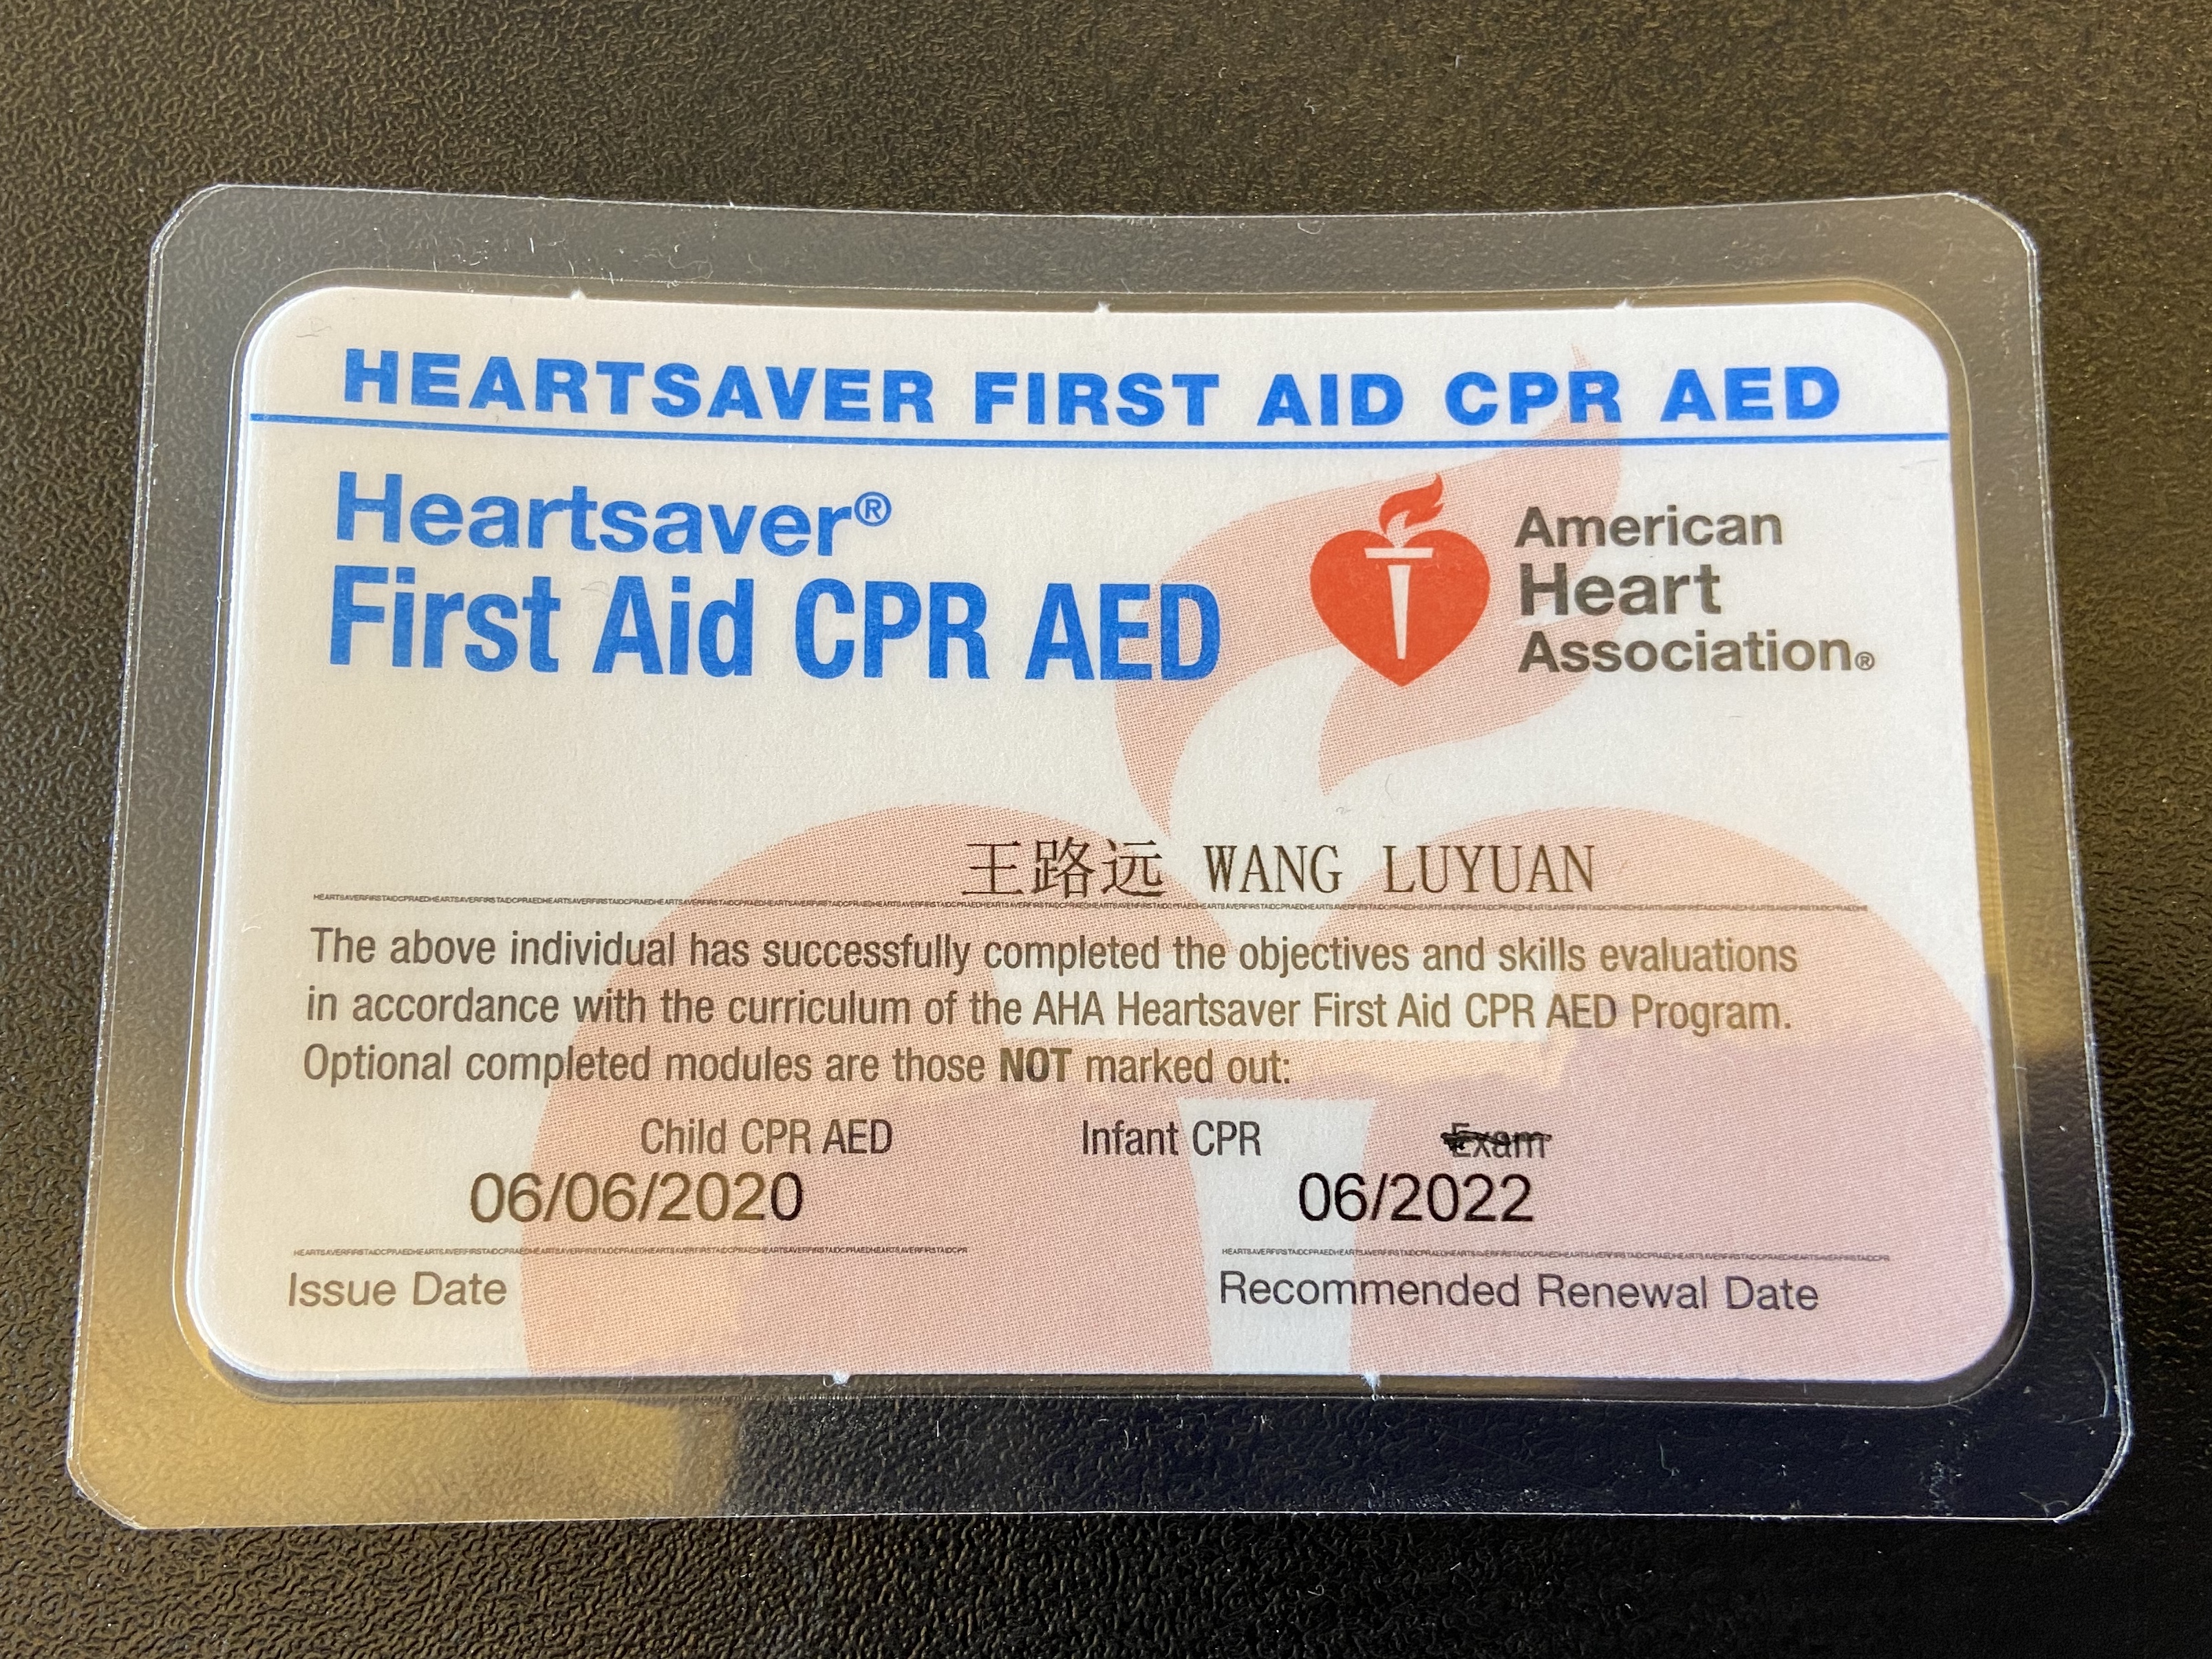 HEARTSAVER FIRST AID CPR AED
Heartsaver®
First Aid CPR AED
American
Heart
Association®
王路远 WANG LUYUAN
The above individual has successfully completed the objectives and skills evaluations
in accordance with the curriculum of the AHA Heartsaver First Aid CPR AED Program.
Optional completed modules are those NOT marked out:
Child CPR AED Infant CPR Exam
06/06/2020 06/2022
Issue Date Recommended Renewal Date